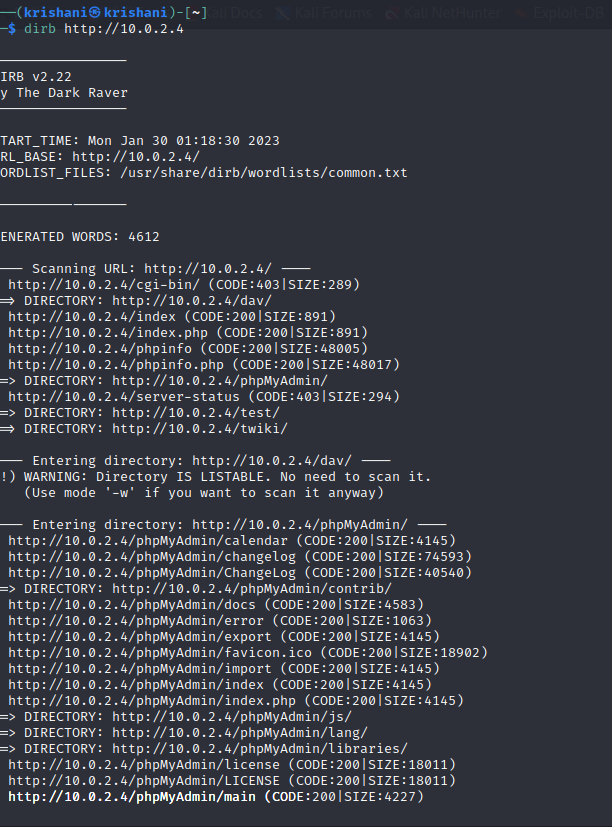 ──(krishani㉿krishani)-[~]
─$ dirb http://10.0.2.4
Kali Docs Kali Forums Kali NetHunter Exploit-DB
─────────────────
IRB v2.22
y The Dark Raver
─────────────────
TART_TIME: Mon Jan 30 01:18:30 2023
RL_BASE: http://10.0.2.4/
ORDLIST_FILES: /usr/share/dirb/wordlists/common.txt
─────────────────
ENERATED WORDS: 4612
─── Scanning URL: http://10.0.2.4/ ────
http://10.0.2.4/cgi-bin/ (CODE:403|SIZE:289)
=> DIRECTORY: http://10.0.2.4/dav/
http://10.0.2.4/index (CODE:200|SIZE:891)
http://10.0.2.4/index.php (CODE:200|SIZE:891)
http://10.0.2.4/phpinfo (CODE:200|SIZE:48005)
http://10.0.2.4/phpinfo.php (CODE:200|SIZE:48017)
=> DIRECTORY: http://10.0.2.4/phpMyAdmin/
http://10.0.2.4/server-status (CODE:403|SIZE:294)
=> DIRECTORY: http://10.0.2.4/test/
=> DIRECTORY: http://10.0.2.4/twiki/
─── Entering directory: http://10.0.2.4/dav/ ────
!) WARNING: Directory IS LISTABLE. No need to scan it.
(Use mode '-w' if you want to scan it anyway)
─── Entering directory: http://10.0.2.4/phpMyAdmin/ ────
http://10.0.2.4/phpMyAdmin/calendar (CODE:200|SIZE:4145)
http://10.0.2.4/phpMyAdmin/changelog (CODE:200|SIZE:74593)
http://10.0.2.4/phpMyAdmin/ChangeLog (CODE:200|SIZE:40540)
=> DIRECTORY: http://10.0.2.4/phpMyAdmin/contrib/
http://10.0.2.4/phpMyAdmin/docs (CODE:200|SIZE:4583)
http://10.0.2.4/phpMyAdmin/error (CODE:200|SIZE:1063)
http://10.0.2.4/phpMyAdmin/export (CODE:200|SIZE:4145)
http://10.0.2.4/phpMyAdmin/favicon.ico (CODE:200|SIZE:18902)
http://10.0.2.4/phpMyAdmin/import (CODE:200|SIZE:4145)
http://10.0.2.4/phpMyAdmin/index (CODE:200|SIZE:4145)
http://10.0.2.4/phpMyAdmin/index.php (CODE:200|SIZE:4145)
=> DIRECTORY: http://10.0.2.4/phpMyAdmin/js/
=> DIRECTORY: http://10.0.2.4/phpMyAdmin/lang/
=> DIRECTORY: http://10.0.2.4/phpMyAdmin/libraries/
http://10.0.2.4/phpMyAdmin/license (CODE:200|SIZE:18011)
http://10.0.2.4/phpMyAdmin/LICENSE (CODE:200|SIZE:18011)
http://10.0.2.4/phpMyAdmin/main (CODE:200|SIZE:4227)